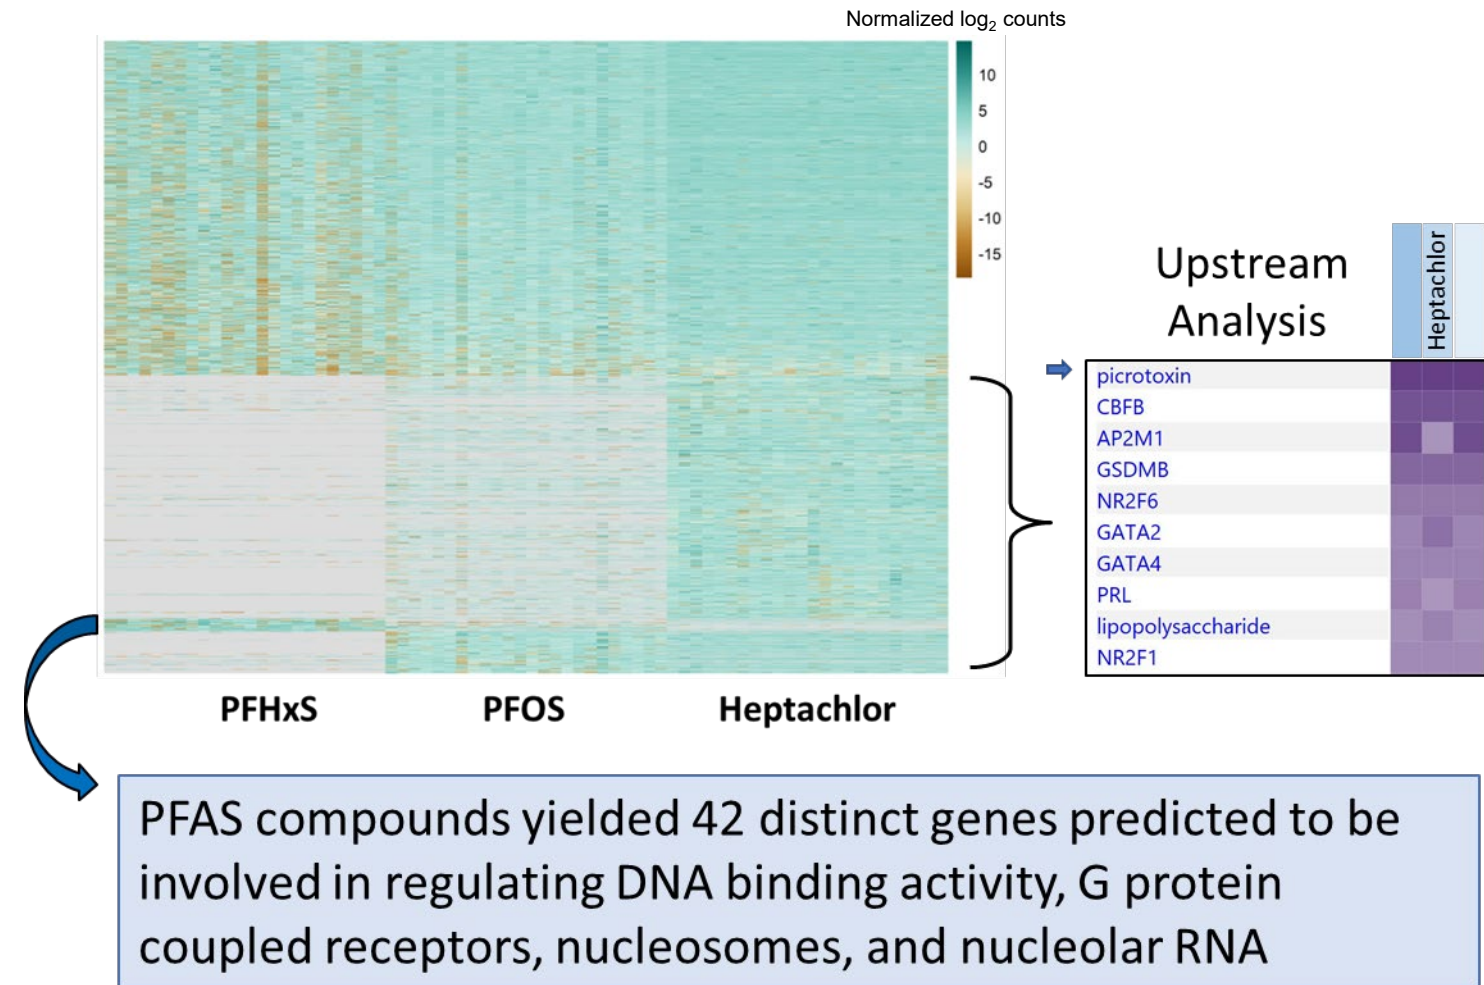 Normalized log₂ counts
10
5
0
-5
-10
-15
Upstream
Analysis
Heptachlor
picrotoxin
CBFB
AP2M1
GSDMB
NR2F6
GATA2
GATA4
PRL
lipopolysaccharide
NR2F1
PFHxS PFOS Heptachlor
PFAS compounds yielded 42 distinct genes predicted to be
involved in regulating DNA binding activity, G protein
coupled receptors, nucleosomes, and nucleolar RNA